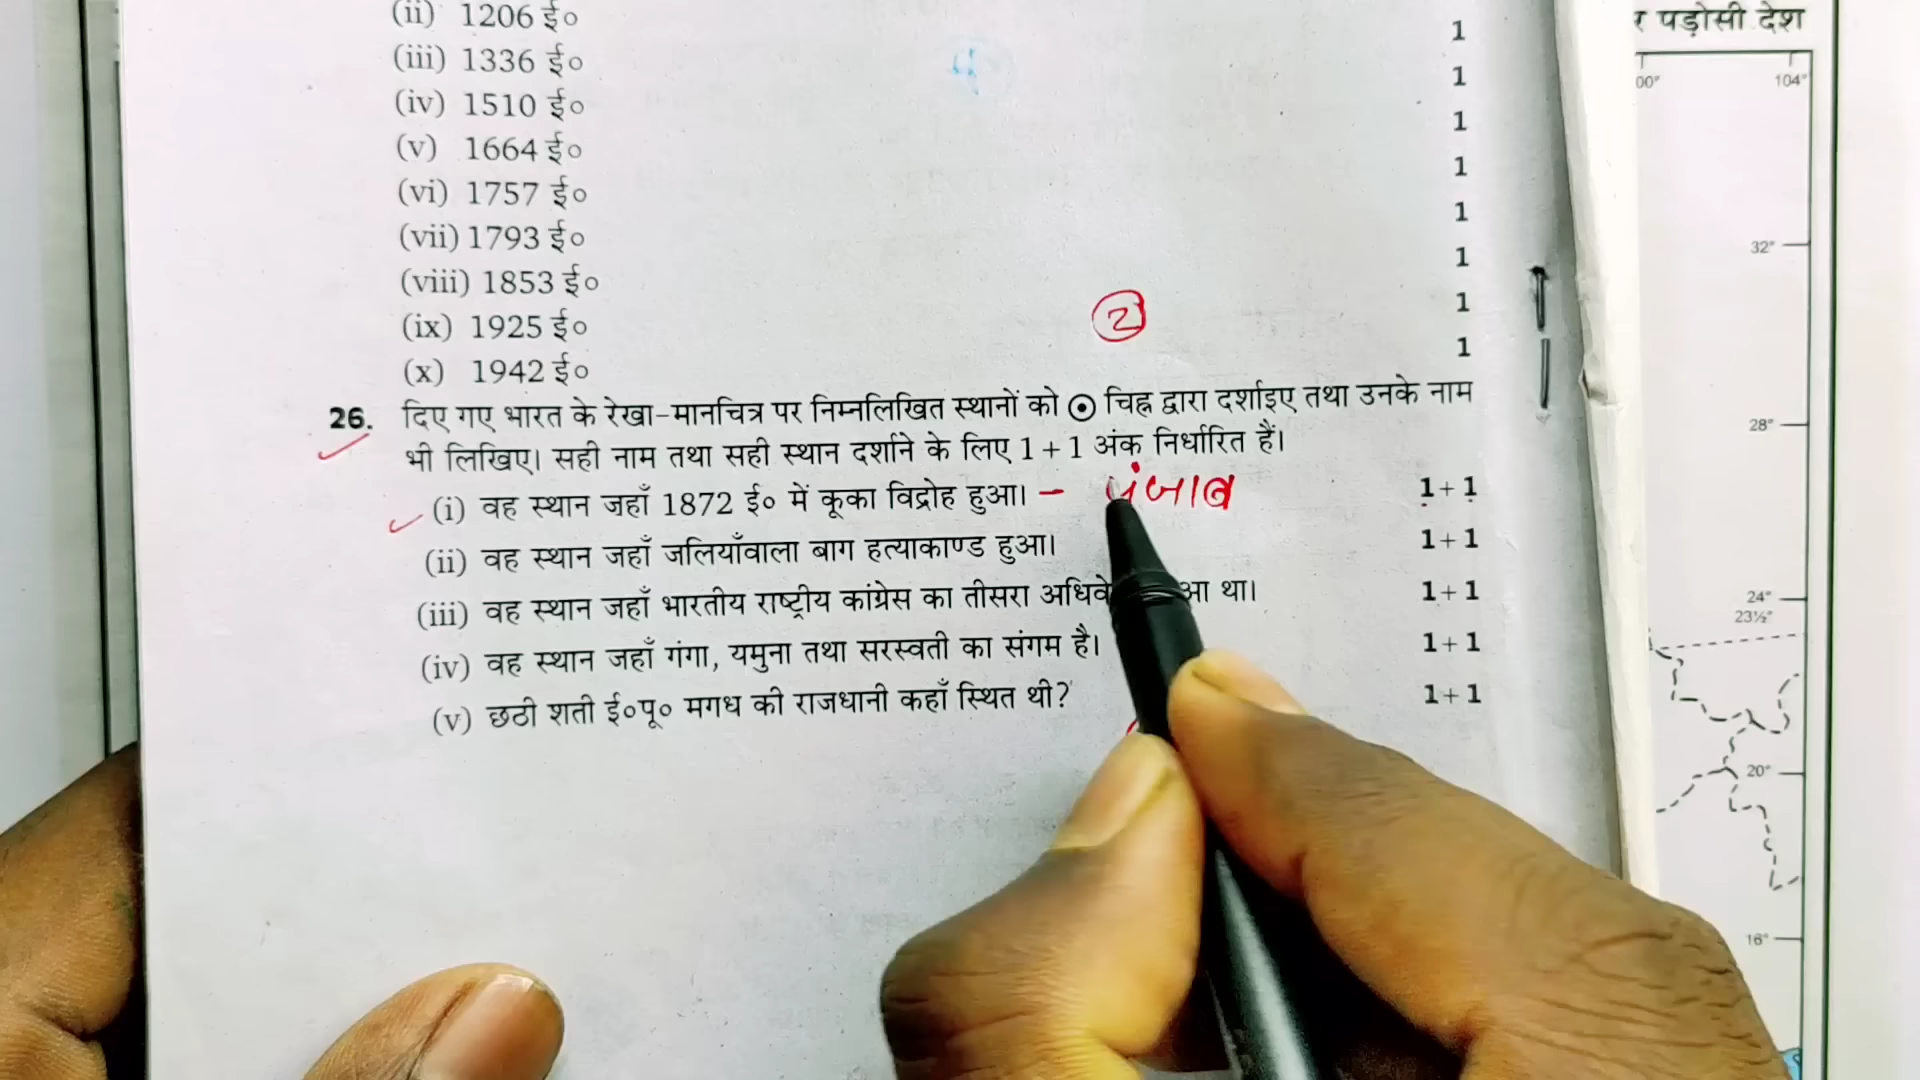 (ii) 1206 ई०
(iii) 1336 ई० 1
(iv) 1510 ई० 1
(v) 1664 ई० 1
(vi) 1757 ई० 1
(vii) 1793 ई० 1
(viii) 1853 ई० 1
(ix) 1925 ई० 1
(x) 1942 ई० 1
2
26. दिए गए भारत के रेखा-मानचित्र पर निम्नलिखित स्थानों को चिह्न द्वारा दर्शाइए तथा उनके नाम
भी लिखिए। सही नाम तथा सही स्थान दर्शाने के लिए 1 + 1 अंक निर्धारित हैं।
(i) वह स्थान जहाँ 1872 ई० में कूका विद्रोह हुआ। – पंजाब 1 + 1
(ii) वह स्थान जहाँ जलियाँवाला बाग हत्याकाण्ड हुआ। 1 + 1
(iii) वह स्थान जहाँ भारतीय राष्ट्रीय कांग्रेस का तीसरा था। 1 + 1
(iv) वह स्थान जहाँ गंगा, यमुना तथा सरस्वती का संगम है। 1 + 1
(v) छठी शती ई०पू० मगध की राजधानी कहाँ स्थित थी? 1 + 1
पड़ोसी देश
104°
32°
28°
24°
23½°
20°
16°